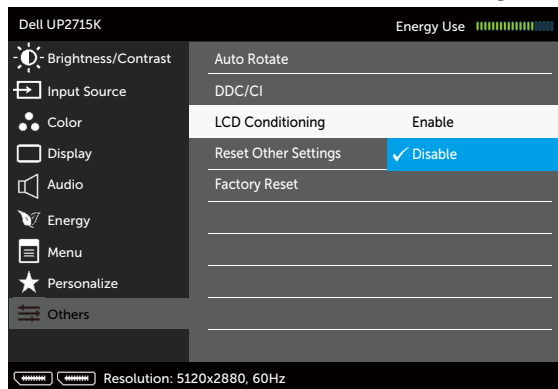 Dell UP2715K Energy Use
Brightness/Contrast Auto Rotate
Input Source DDC/CI
Color LCD Conditioning Enable
Display Reset Other Settings ✓ Disable
Audio Factory Reset
Energy
Menu
Personalize
Others
Resolution: 5120x2880, 60Hz